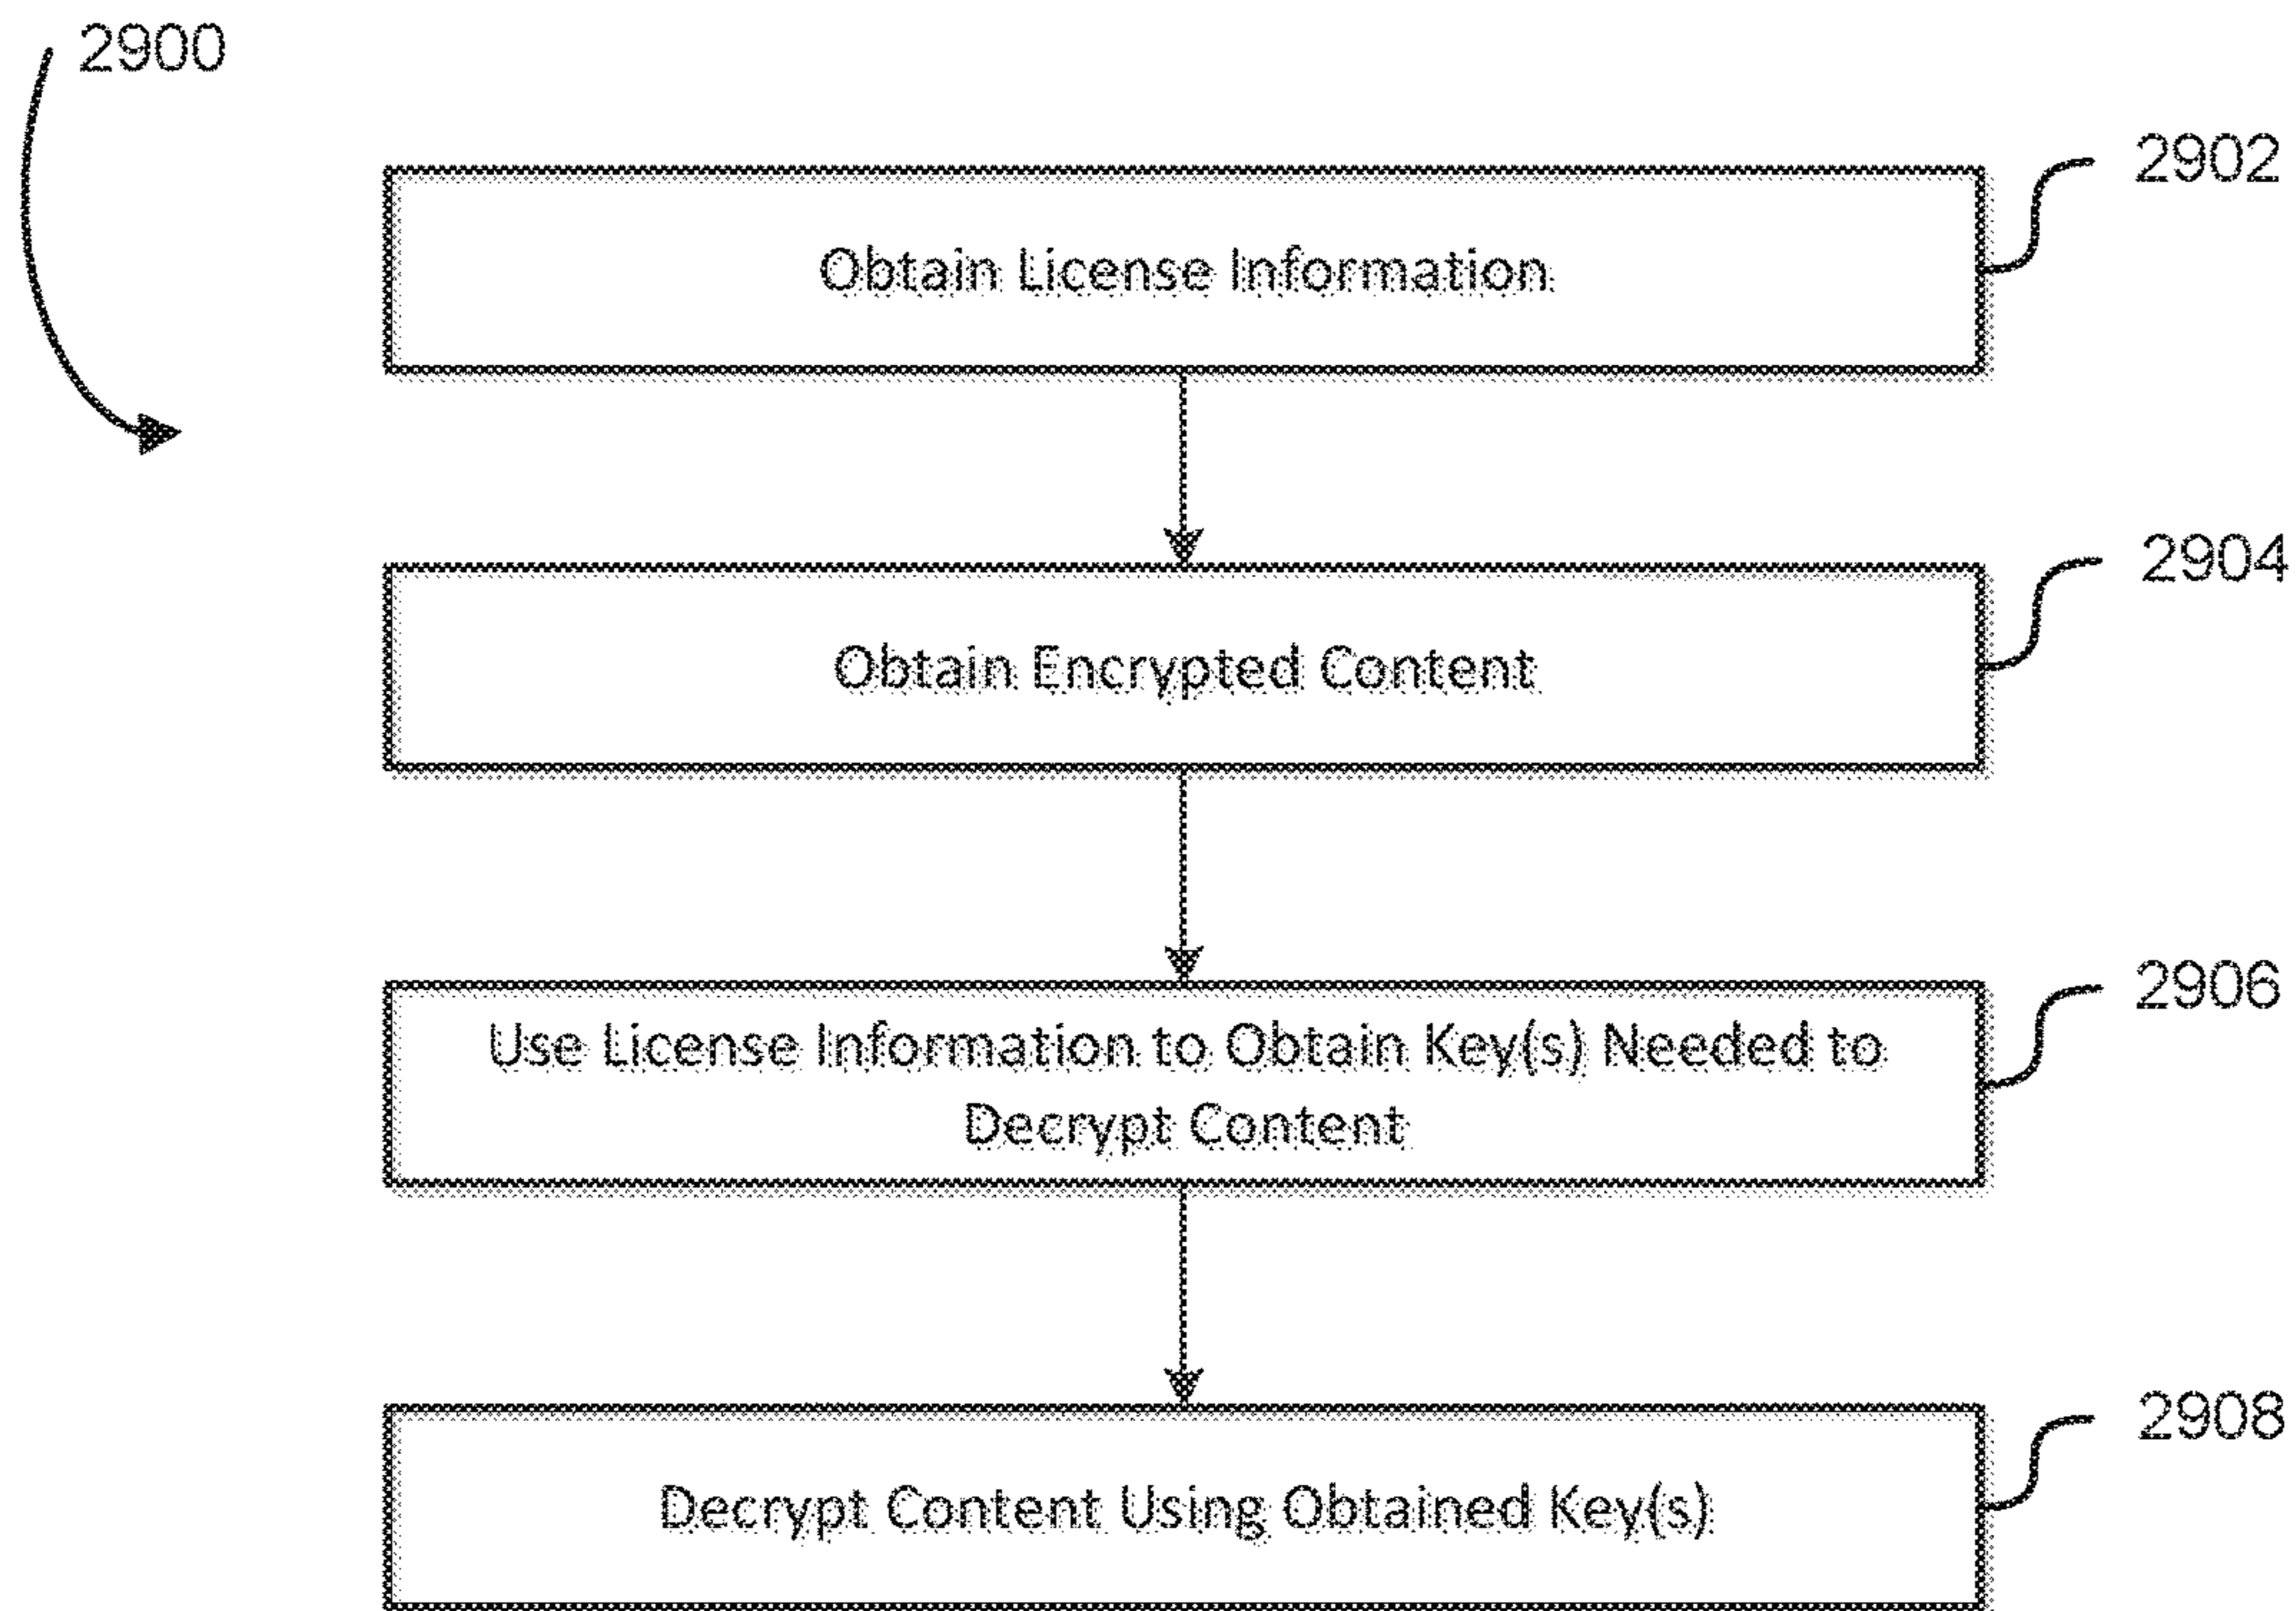 2900
2902
Obtain License Information
2904
Obtain Encrypted Content
2906
Use License Information to Obtain Key(s) Needed to
Decrypt Content
2908
Decrypt Content Using Obtained Key(s)